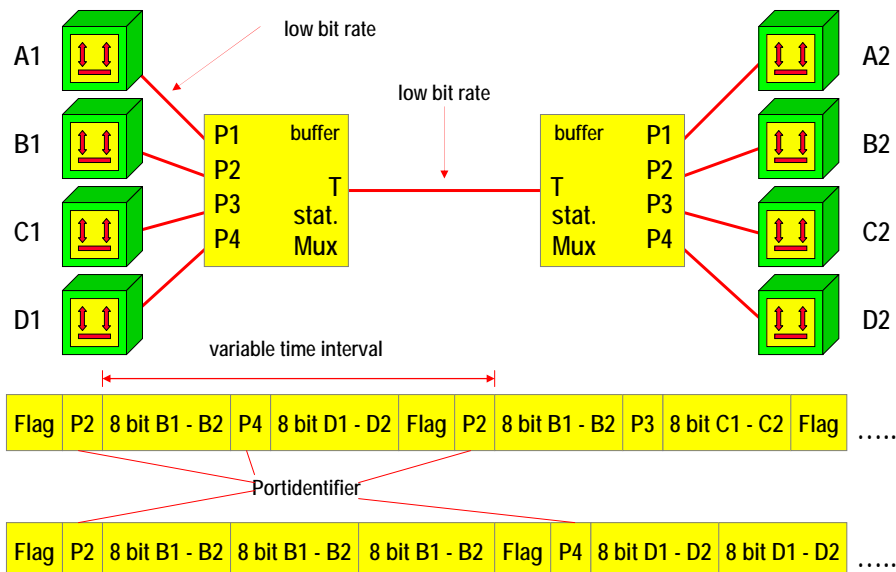 low bit rate
A1
A2
low bit rate
B1
P1
buffer
buffer
P1
B2
P2
P2
T
T
P3
stat.
stat.
P3
C1
P4
Mux
Mux
P4
C2
D1
D2
variable time interval
Flag P2 8 bit B1 - B2 P4 8 bit D1 - D2 Flag P2 8 bit B1 - B2 P3 8 bit C1 - C2 Flag …..
Portidentifier
Flag P2 8 bit B1 - B2 8 bit B1 - B2 8 bit B1 - B2 Flag P4 8 bit D1 - D2 8 bit D1 - D2 …..